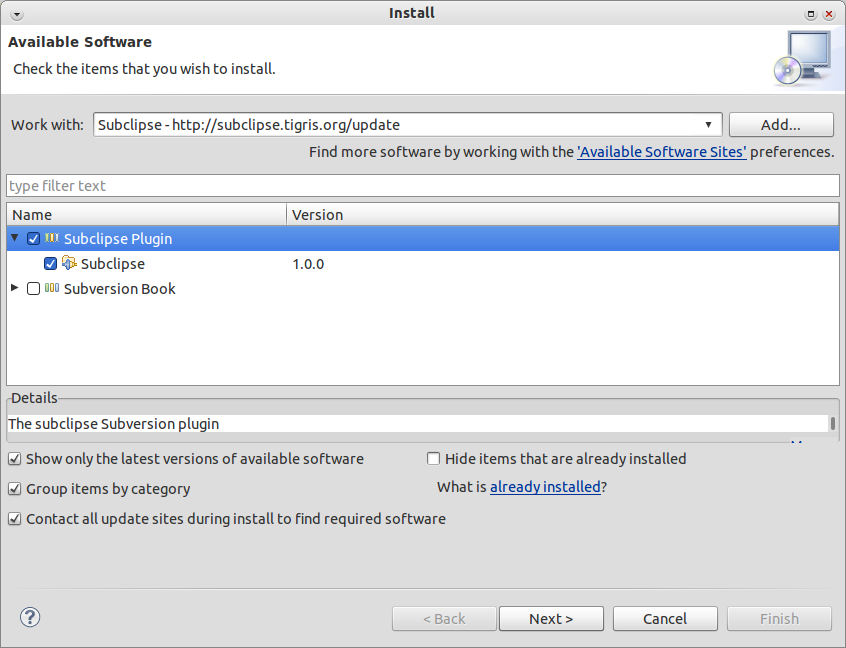 Install
Available Software
Check the items that you wish to install.
Work with: Subclipse - http://subclipse.tigris.org/update Add...
Find more software by working with the 'Available Software Sites' preferences.
type filter text
Name Version
Subclipse Plugin
Subclipse 1.0.0
Subversion Book
Details
The subclipse Subversion plugin
Show only the latest versions of available software Hide items that are already installed
Group items by category What is already installed?
Contact all update sites during install to find required software
? < Back Next > Cancel Finish